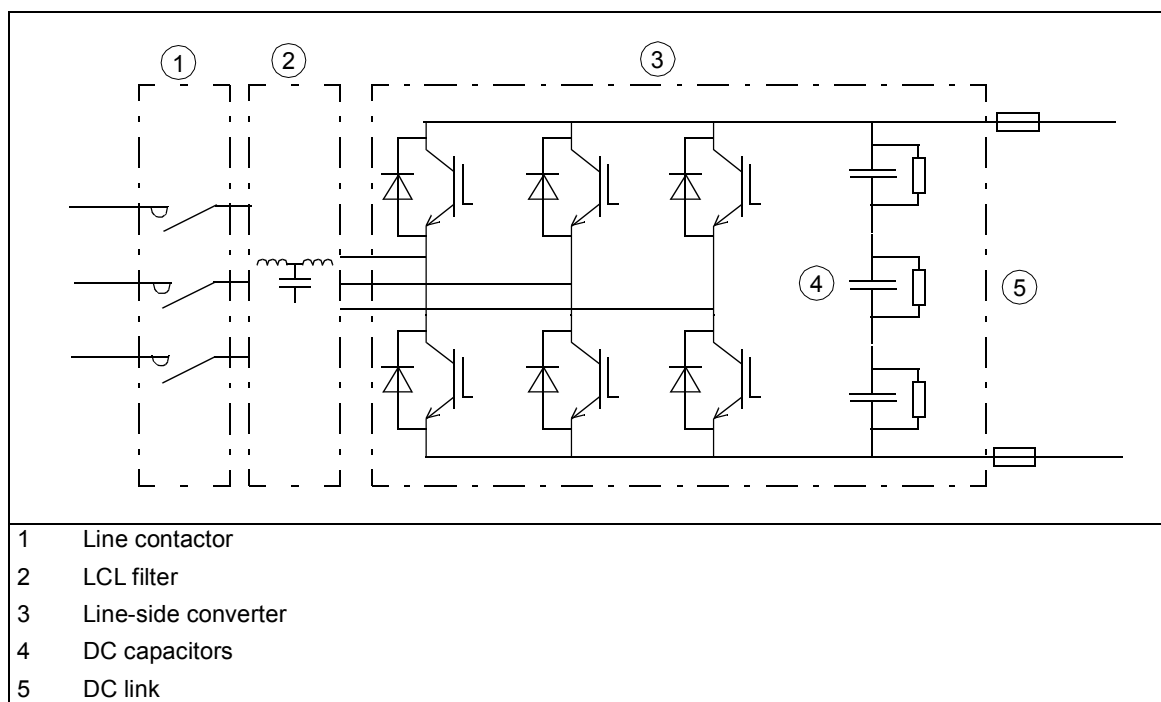 1
2
3
4
5
1 Line contactor
2 LCL filter
3 Line-side converter
4 DC capacitors
5 DC link